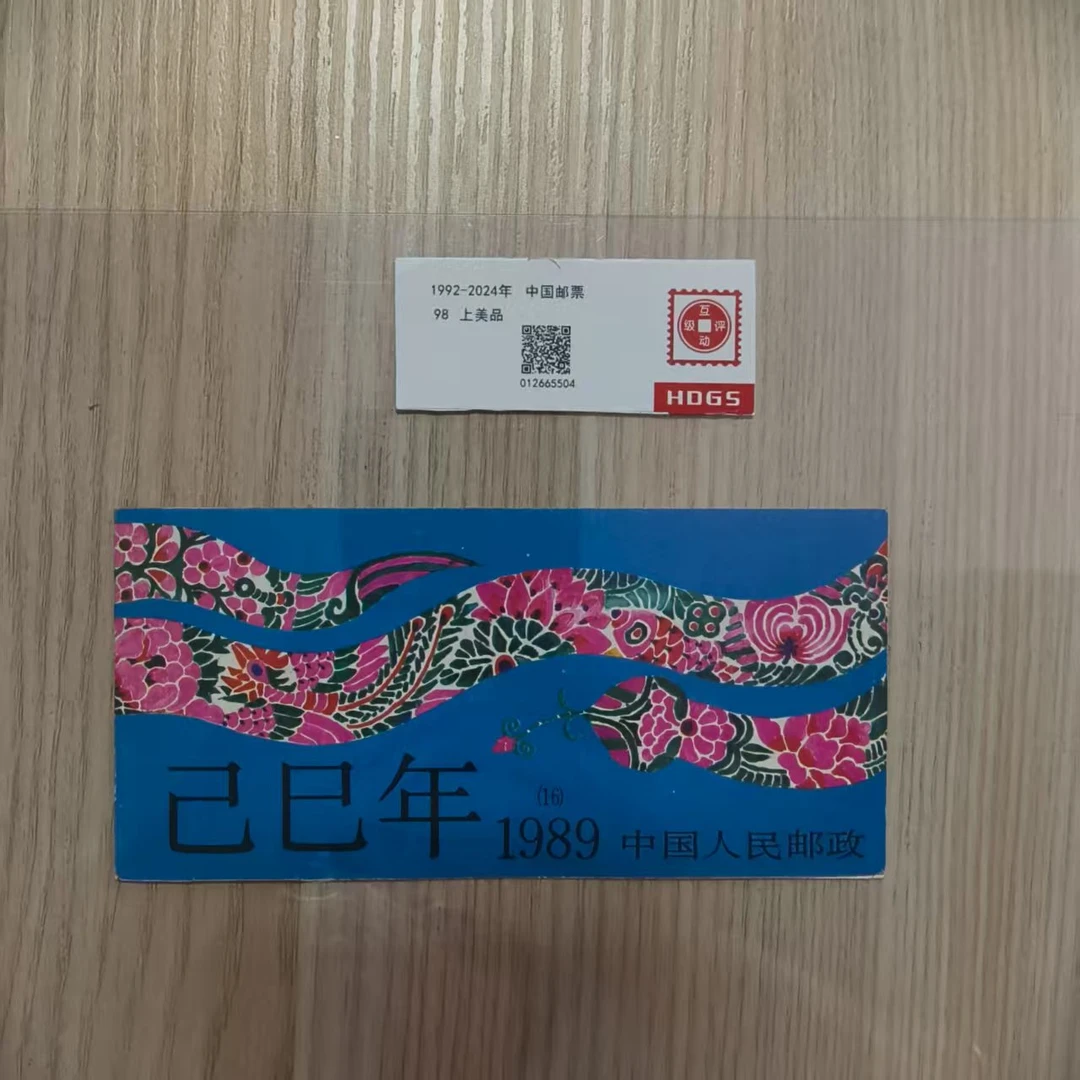 1992-2024年 中国邮票
98 上美品
012665504
互
级 评
动
HDGS
己巳年
(16)
1989 中国人民邮政